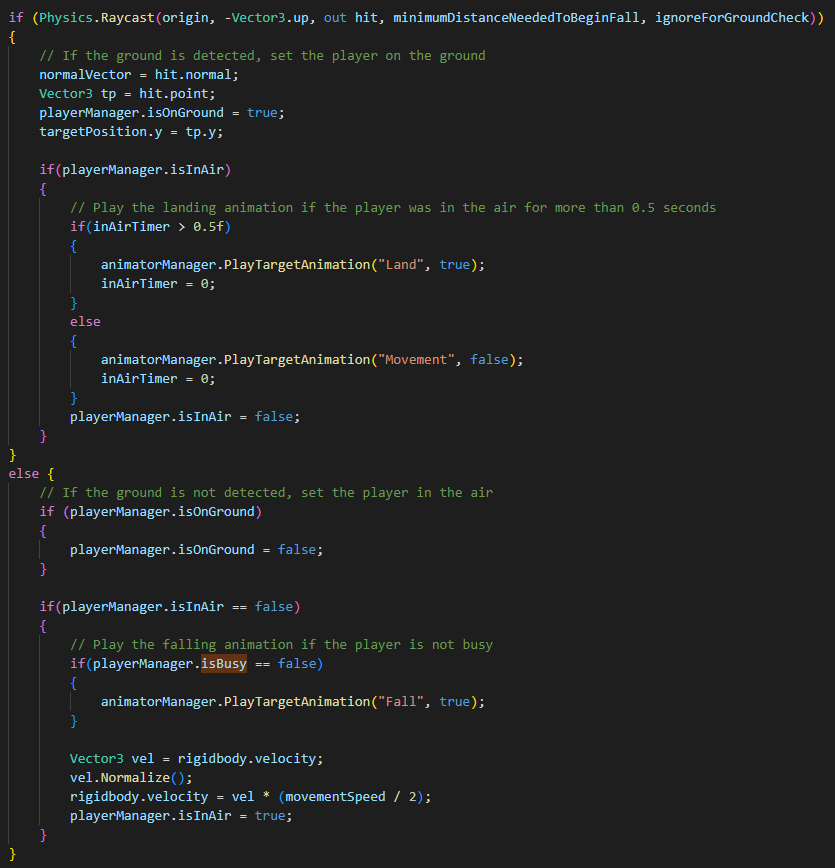 if (Physics.Raycast(origin, -Vector3.up, out hit, minimumDistanceNeededToBeginFall, ignoreForGroundCheck))
{
    // If the ground is detected, set the player on the ground
    normalVector = hit.normal;
    Vector3 tp = hit.point;
    playerManager.isOnGround = true;
    targetPosition.y = tp.y;

    if(playerManager.isInAir)
    {
        // Play the landing animation if the player was in the air for more than 0.5 seconds
        if(inAirTimer > 0.5f)
        {
            animatorManager.PlayTargetAnimation("Land", true);
            inAirTimer = 0;
        }
        else
        {
            animatorManager.PlayTargetAnimation("Movement", false);
            inAirTimer = 0;
        }
        playerManager.isInAir = false;
    }
}
else {
    // If the ground is not detected, set the player in the air
    if (playerManager.isOnGround)
    {
        playerManager.isOnGround = false;
    }

    if(playerManager.isInAir == false)
    {
        // Play the falling animation if the player is not busy
        if(playerManager.isBusy == false)
        {
            animatorManager.PlayTargetAnimation("Fall", true);
        }

        Vector3 vel = rigidbody.velocity;
        vel.Normalize();
        rigidbody.velocity = vel * (movementSpeed / 2);
        playerManager.isInAir = true;
    }
}